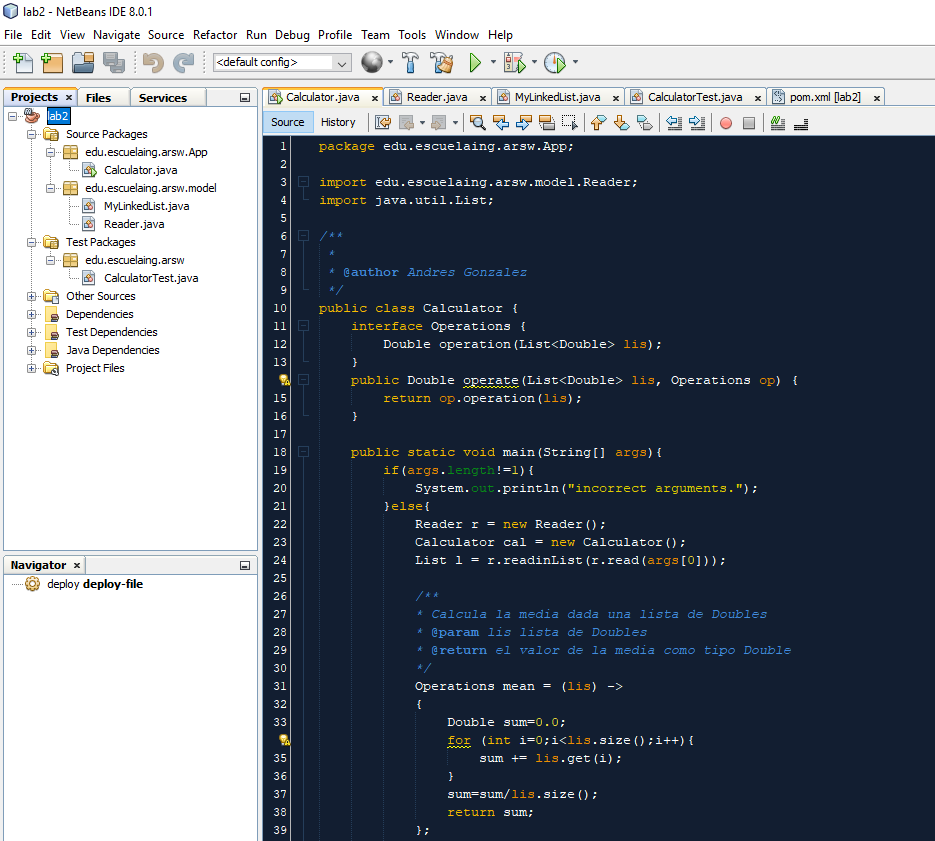 lab2 - NetBeans IDE 8.0.1
File Edit View Navigate Source Refactor Run Debug Profile Team Tools Window Help
<default config>
Projects × Files Services
lab2
Source Packages
edu.escuelaing.arsw.App
Calculator.java
edu.escuelaing.arsw.model
MyLinkedList.java
Reader.java
Test Packages
edu.escuelaing.arsw
CalculatorTest.java
Other Sources
Dependencies
Test Dependencies
Java Dependencies
Project Files
Navigator ×
deploy deploy-file
Calculator.java × Reader.java × MyLinkedList.java × CalculatorTest.java × pom.xml [lab2] ×
Source History
1 package edu.escuelaing.arsw.App;
2
3 import edu.escuelaing.arsw.model.Reader;
4 import java.util.List;
5
6 /**
7 *
8 * @author Andres Gonzalez
9 */
10 public class Calculator {
11 interface Operations {
12 Double operation(List<Double> lis);
13 }
public Double operate(List<Double> lis, Operations op) {
15 return op.operation(lis);
16 }
17
18 public static void main(String[] args){
19 if(args.length!=1){
20 System.out.println("incorrect arguments.");
21 }else{
22 Reader r = new Reader();
23 Calculator cal = new Calculator();
24 List l = r.readinList(r.read(args[0]));
25
26 /**
27 * Calcula la media dada una lista de Doubles
28 * @param lis lista de Doubles
29 * @return el valor de la media como tipo Double
30 */
31 Operations mean = (lis) ->
32 {
33 Double sum=0.0;
for (int i=0;i<lis.size();i++){
35 sum += lis.get(i);
36 }
37 sum=sum/lis.size();
38 return sum;
39 };